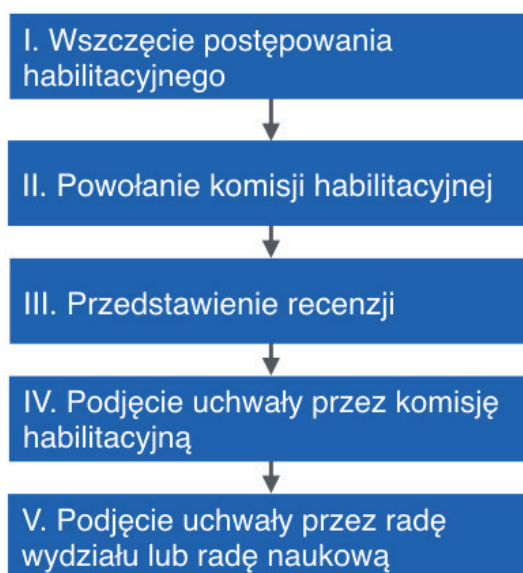 I. Wszczęcie postępowania
habilitacyjnego
II. Powołanie komisji habilitacyjnej
III. Przedstawienie recenzji
IV. Podjęcie uchwały przez komisję
habilitacyjną
V. Podjęcie uchwały przez radę
wydziału lub radę naukową